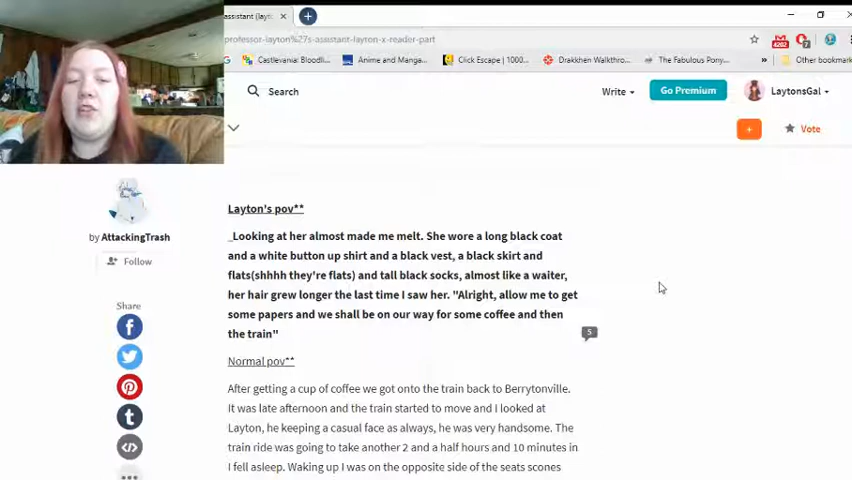 assistant (layt
professor-layton%27s-assistant-layton-x-reader-part
Castlevania: Bloodli...
Anime and Manga...
Click Escape | 1000...
Drakkhen Walkthro...
The Fabulous Pony...
Other bookmark
Search
Write
Go Premium
LaytonsGal
+
Vote
Layton's pov**
_Looking at her almost made me melt. She wore a long black coat
and a white button up shirt and a black vest, a black skirt and
flats(shhhh they're flats) and tall black socks, almost like a waiter,
her hair grew longer the last time I saw her. "Alright, allow me to get
some papers and we shall be on our way for some coffee and then
the train"
5
by AttackingTrash
Follow
Share
Normal pov**
After getting a cup of coffee we got onto the train back to Berrytonville.
It was late afternoon and the train started to move and I looked at
Layton, he keeping a casual face as always, he was very handsome. The
train ride was going to take another 2 and a half hours and 10 minutes in
I fell asleep. Waking up I was on the opposite side of the seats scones